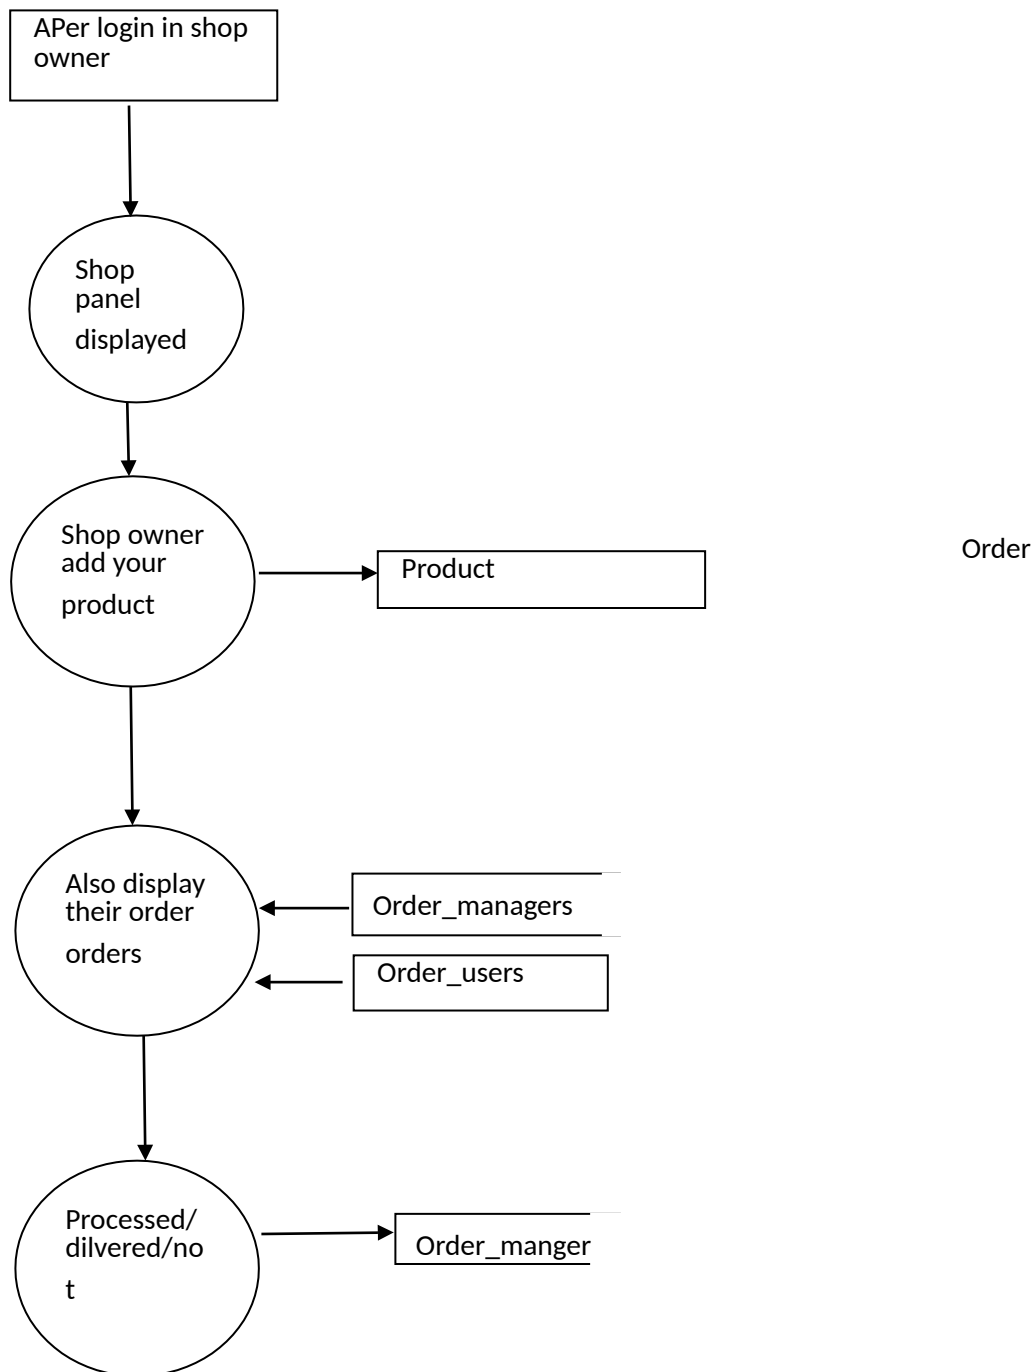 APer login in shop
owner
Shop
panel
displayed
Shop owner
add your
product
Product
Order
Also display
their order
orders
Order_managers
Order_users
Processed/
dilvered/no
t
Order_manger